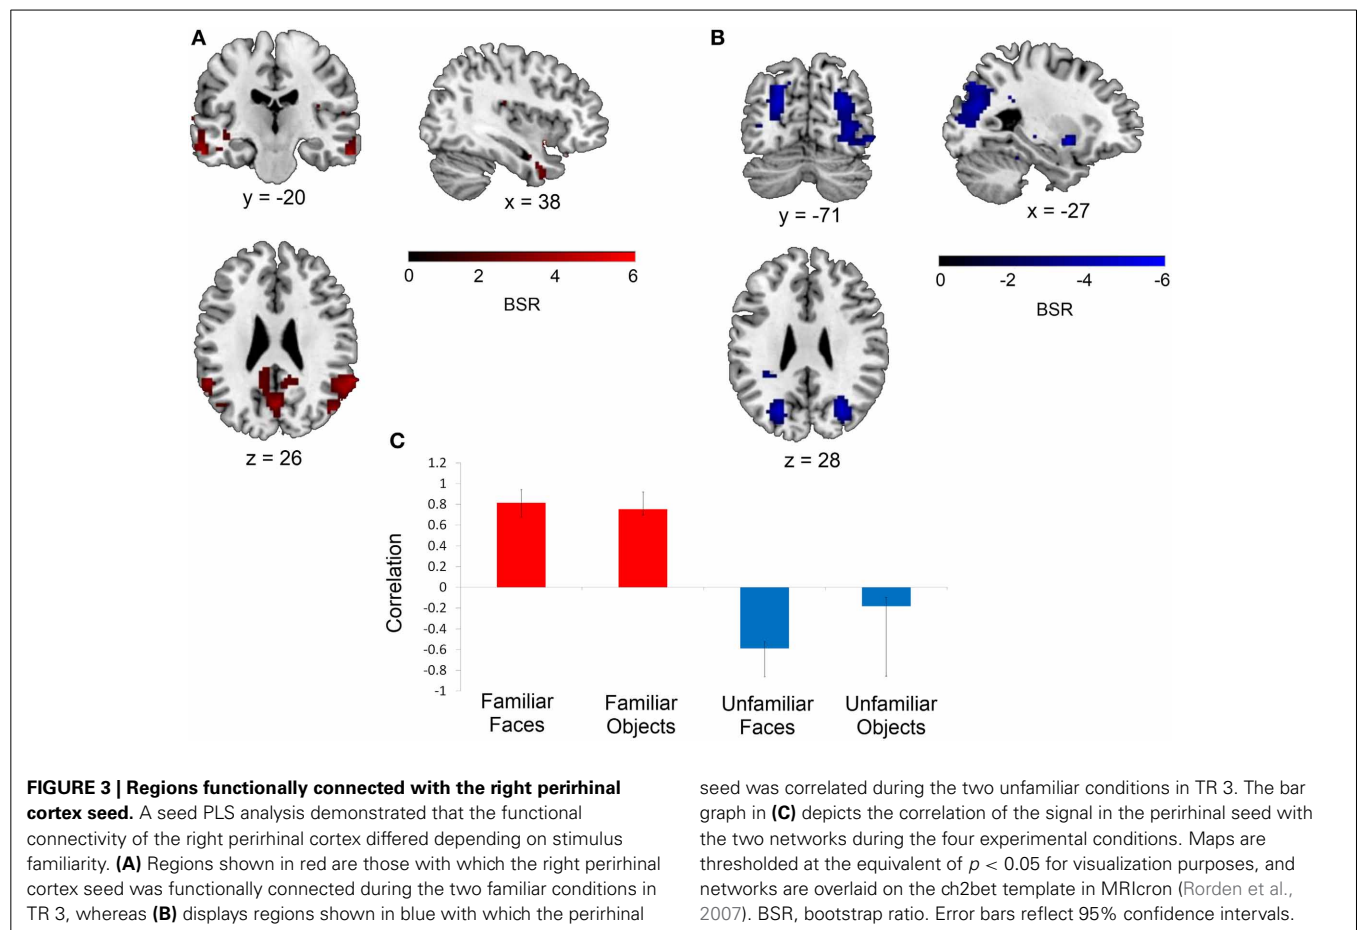 A
B
y = -20
x = 38
y = -71
x = -27
0 2 4 6
BSR
0 -2 -4 -6
BSR
z = 26
z = 28
C
1.2
1
0.8
0.6
0.4
0.2
0
-0.2
-0.4
-0.6
-0.8
-1
Correlation
Familiar Faces
Familiar Objects
Unfamiliar Faces
Unfamiliar Objects
FIGURE 3 | Regions functionally connected with the right perirhinal
cortex seed. A seed PLS analysis demonstrated that the functional
connectivity of the right perirhinal cortex differed depending on stimulus
familiarity. (A) Regions shown in red are those with which the right perirhinal
cortex seed was functionally connected during the two familiar conditions in
TR 3, whereas (B) displays regions shown in blue with which the perirhinal
seed was correlated during the two unfamiliar conditions in TR 3. The bar
graph in (C) depicts the correlation of the signal in the perirhinal seed with
the two networks during the four experimental conditions. Maps are
thresholded at the equivalent of p < 0.05 for visualization purposes, and
networks are overlaid on the ch2bet template in MRIcron (Rorden et al.,
2007). BSR, bootstrap ratio. Error bars reflect 95% confidence intervals.